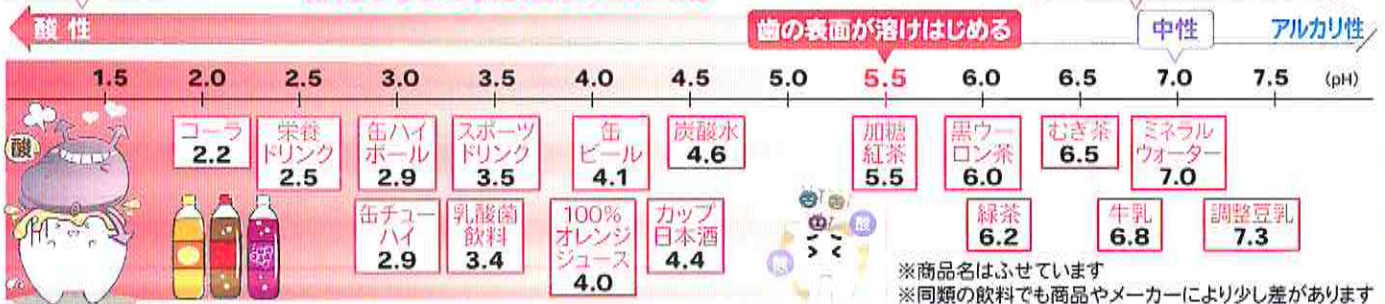 酸性
歯の表面が溶けはじめる
中性
アルカリ性
1.5 2.0 2.5 3.0 3.5 4.0 4.5 5.0 5.5 6.0 6.5 7.0 7.5 (pH)
酸
コーラ
2.2
栄養
ドリンク
2.5
缶ハイ
ボール
2.9
スポーツ
ドリンク
3.5
缶
ビール
4.1
炭酸水
4.6
加糖
紅茶
5.5
黒ウー
ロン茶
6.0
むぎ茶
6.5
ミネラル
ウォーター
7.0
缶チュー
ハイ
2.9
乳酸菌
飲料
3.4
100%
オレンジ
ジュース
4.0
カップ
日本酒
4.4
酸
酸
緑茶
6.2
牛乳
6.8
調整豆乳
7.3
※商品名はふせています
※同類の飲料でも商品やメーカーにより少し差があります